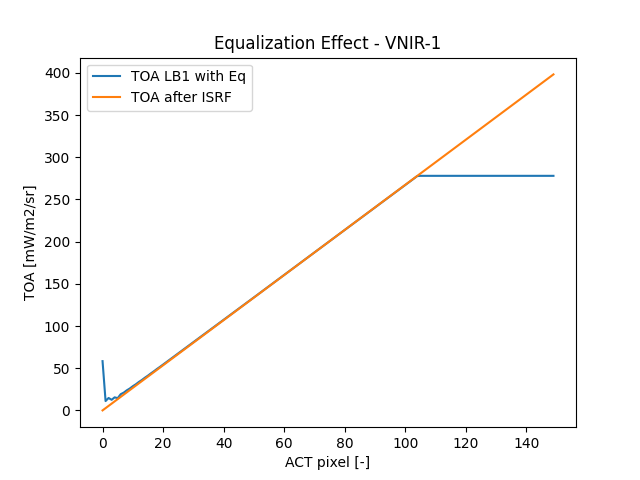 Equalization Effect - VNIR-1
TOA LB1 with Eq
TOA after ISRF
TOA [mW/m2/sr]
400
350
300
250
200
150
100
50
0
0 20 40 60 80 100 120 140
ACT pixel [-]